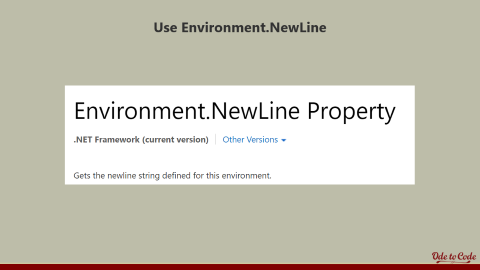 Use Environment.NewLine
Environment.NewLine Property
.NET Framework (current version) Other Versions
Gets the newline string defined for this environment.
Ode to Code